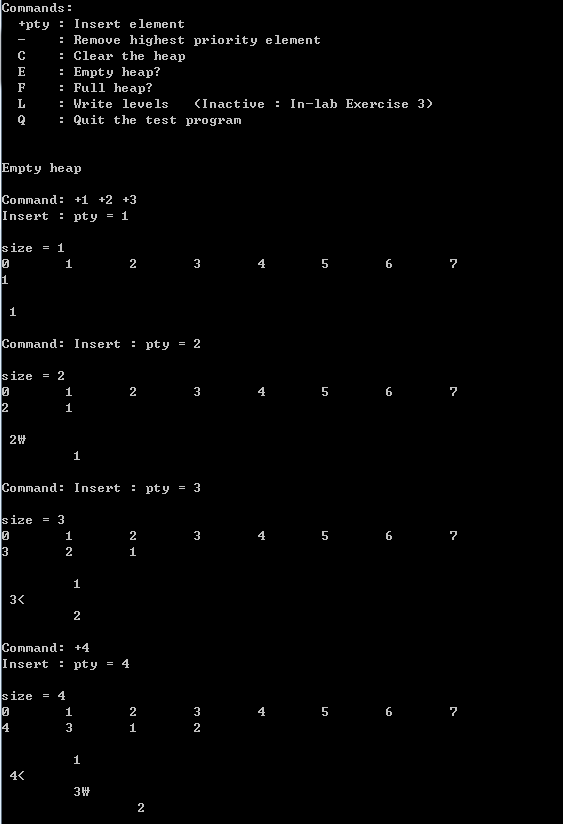 Commands:
+pty : Insert element
- : Remove highest priority element
C : Clear the heap
E : Empty heap?
F : Full heap?
L : Write levels (Inactive : In-lab Exercise 3)
Q : Quit the test program
Empty heap
Command: +1 +2 +3
Insert : pty = 1
size = 1
0 1 2 3 4 5 6 7
1
1
Command: Insert : pty = 2
size = 2
0 1 2 3 4 5 6 7
2 1
2₩
1
Command: Insert : pty = 3
size = 3
0 1 2 3 4 5 6 7
3 2 1
1
3<
2
Command: +4
Insert : pty = 4
size = 4
0 1 2 3 4 5 6 7
4 3 1 2
1
4<
3₩
2